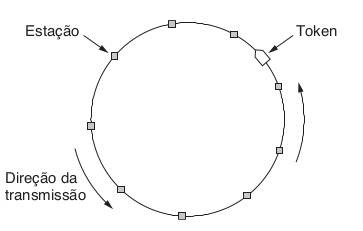 Estação
Token
Direção da
transmissão